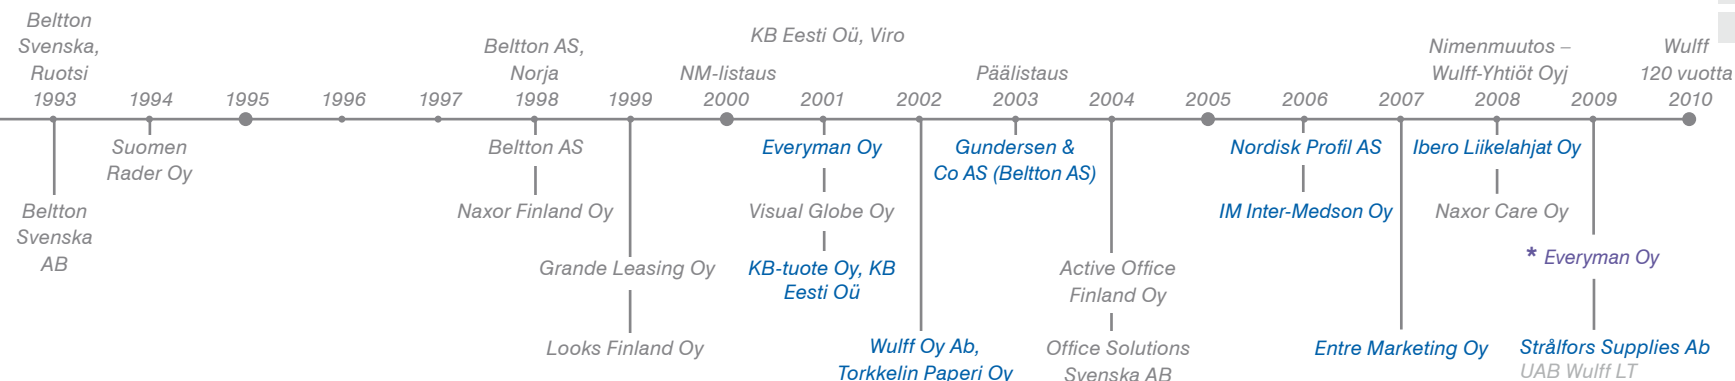 Beltton
Svenska,
Ruotsi
1993
1994
1995
1996
1997
Beltton AS,
Norja
1998
1999
NM-listaus
2000
KB Eesti Oü, Viro
2001
2002
Päälistaus
2003
2004
2005
2006
2007
Nimenmuutos –
Wulff-Yhtiöt Oyj
2008
2009
Wulff
120 vuotta
2010
Beltton
Svenska
AB
Suomen
Rader Oy
Beltton AS
Naxor Finland Oy
Grande Leasing Oy
Looks Finland Oy
Everyman Oy
Visual Globe Oy
KB-tuote Oy, KB
Eesti Oü
Wulff Oy Ab,
Torkkelin Paperi Oy
Gundersen &
Co AS (Beltton AS)
Active Office
Finland Oy
Office Solutions
Svenska AB
Nordisk Profil AS
IM Inter-Medson Oy
Entre Marketing Oy
Ibero Liikelahjat Oy
Naxor Care Oy
* Everyman Oy
Strålfors Supplies Ab
UAB Wulff LT